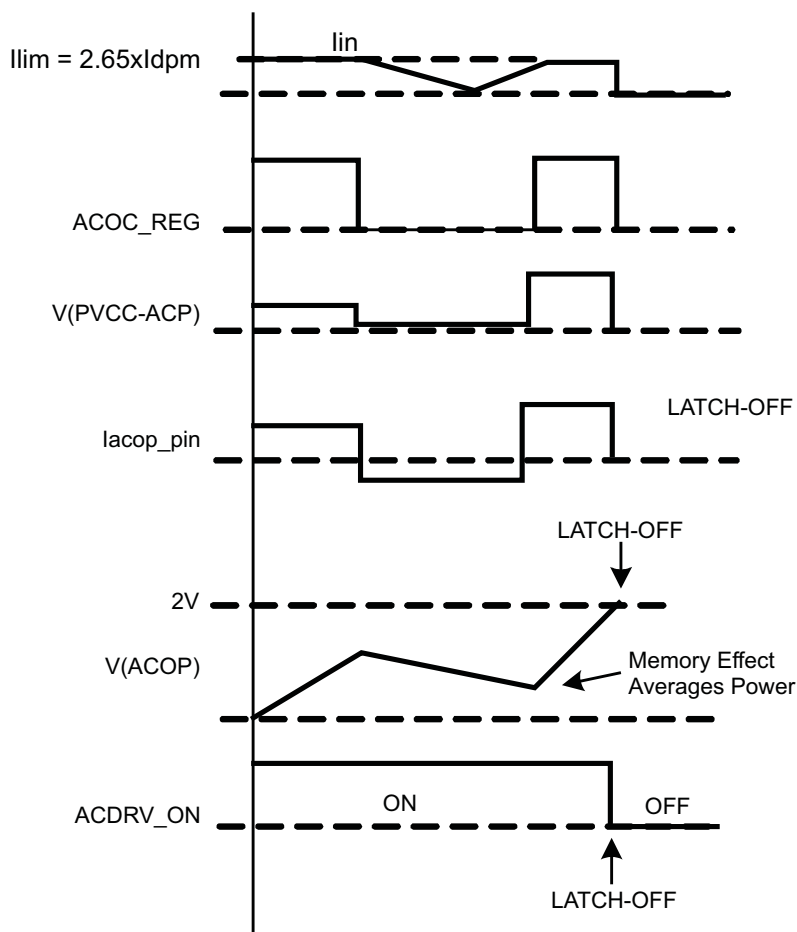 Iin
Ilim = 2.65xIdpm
ACOC_REG
V(PVCC-ACP)
LATCH-OFF
Iacop_pin
LATCH-OFF
2V
V(ACOP)
Memory Effect
Averages Power
ON
OFF
ACDRV_ON
LATCH-OFF